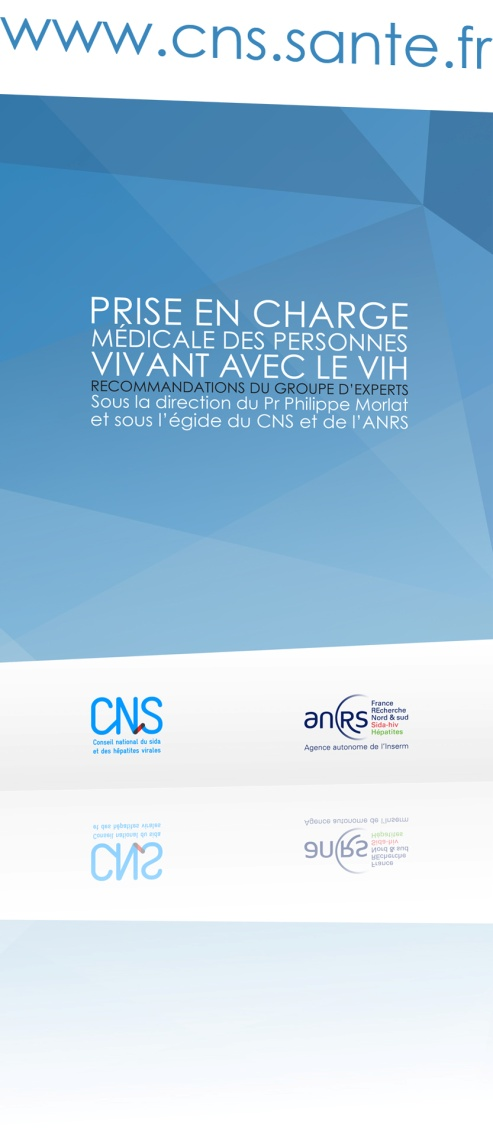 www.cns.sante.fr
PRISE EN CHARGE
MÉDICALE DES PERSONNES
VIVANT AVEC LE VIH
RECOMMANDATIONS DU GROUPE D'EXPERTS
Sous la direction du Pr Philippe Morlat
et sous l'égide du CNS et de l'ANRS
CNS
Conseil national du sida
et des hépatites virales
anRS
France
REcherche
Nord & sud
Sida-hiv
Hépatites
Agence autonome de l'Inserm